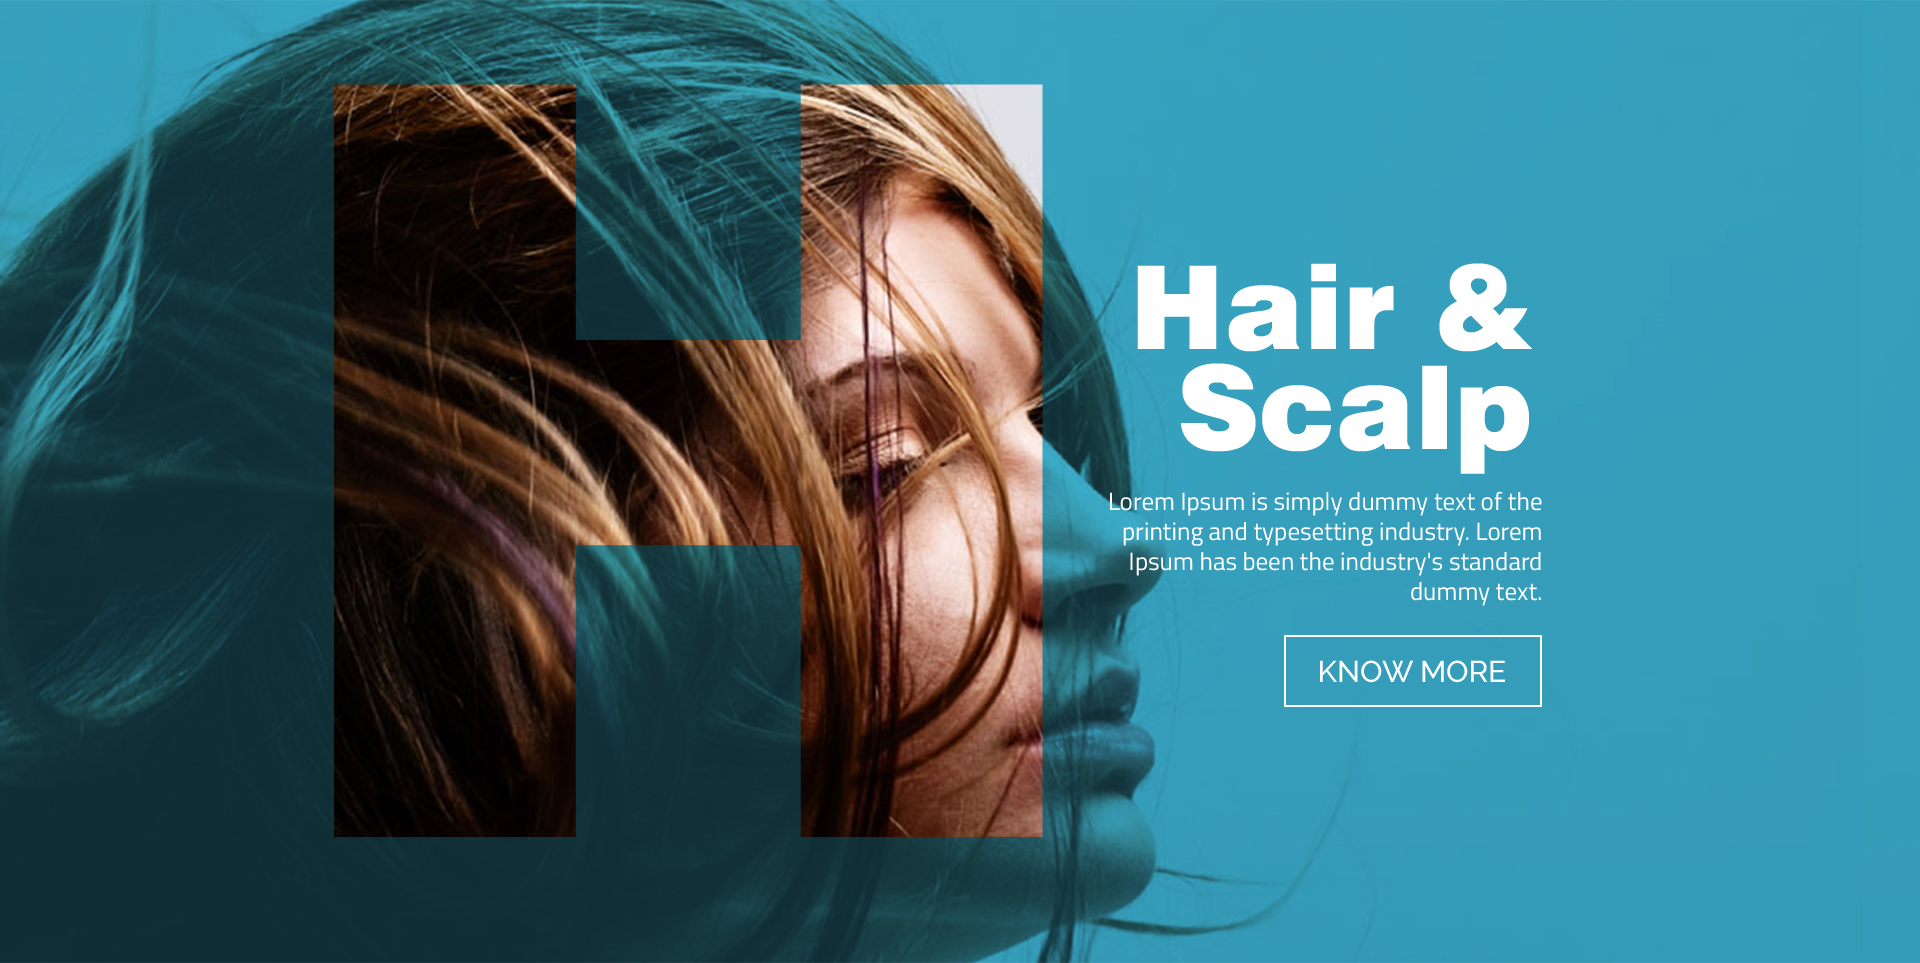 Hair &
Scalp
Lorem Ipsum is simply dummy text of the
printing and typesetting industry. Lorem
Ipsum has been the industry's standard
dummy text.
KNOW MORE